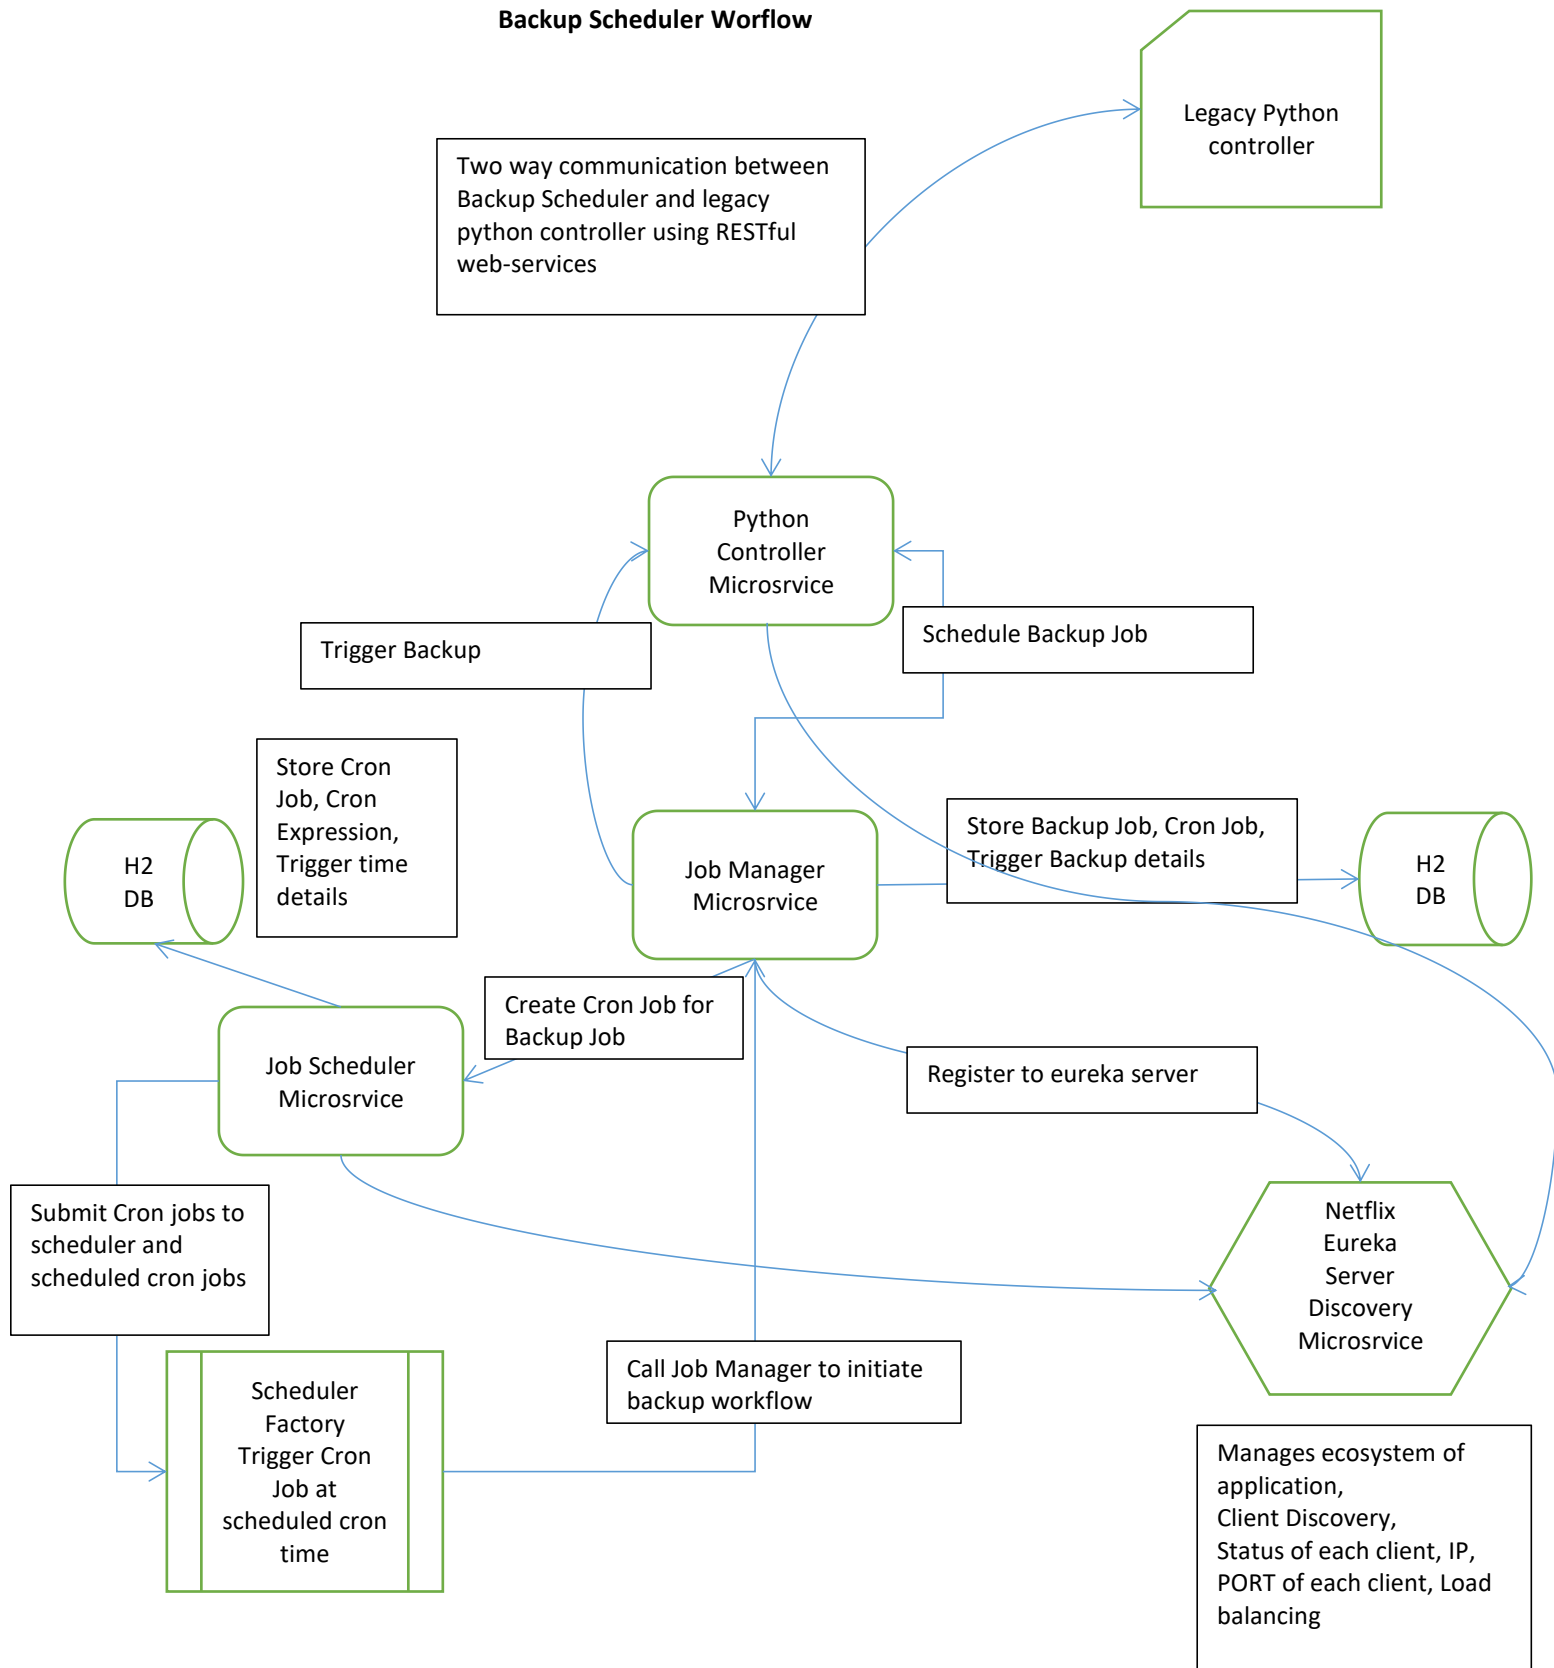 Backup Scheduler Worflow
Legacy Python
controller
Two way communication between
Backup Scheduler and legacy
python controller using RESTful
web-services
Python
Controller
Microsrvice
Trigger Backup
Schedule Backup Job
Store Cron
Job, Cron
Expression,
Trigger time
details
H2
DB
Job Manager
Microsrvice
Store Backup Job, Cron Job,
Trigger Backup details
H2
DB
Create Cron Job for
Backup Job
Job Scheduler
Microsrvice
Register to eureka server
Submit Cron jobs to
scheduler and
scheduled cron jobs
Netflix
Eureka
Server
Discovery
Microsrvice
Call Job Manager to initiate
backup workflow
Scheduler
Factory
Trigger Cron
Job at
scheduled cron
time
Manages ecosystem of
application,
Client Discovery,
Status of each client, IP,
PORT of each client, Load
balancing